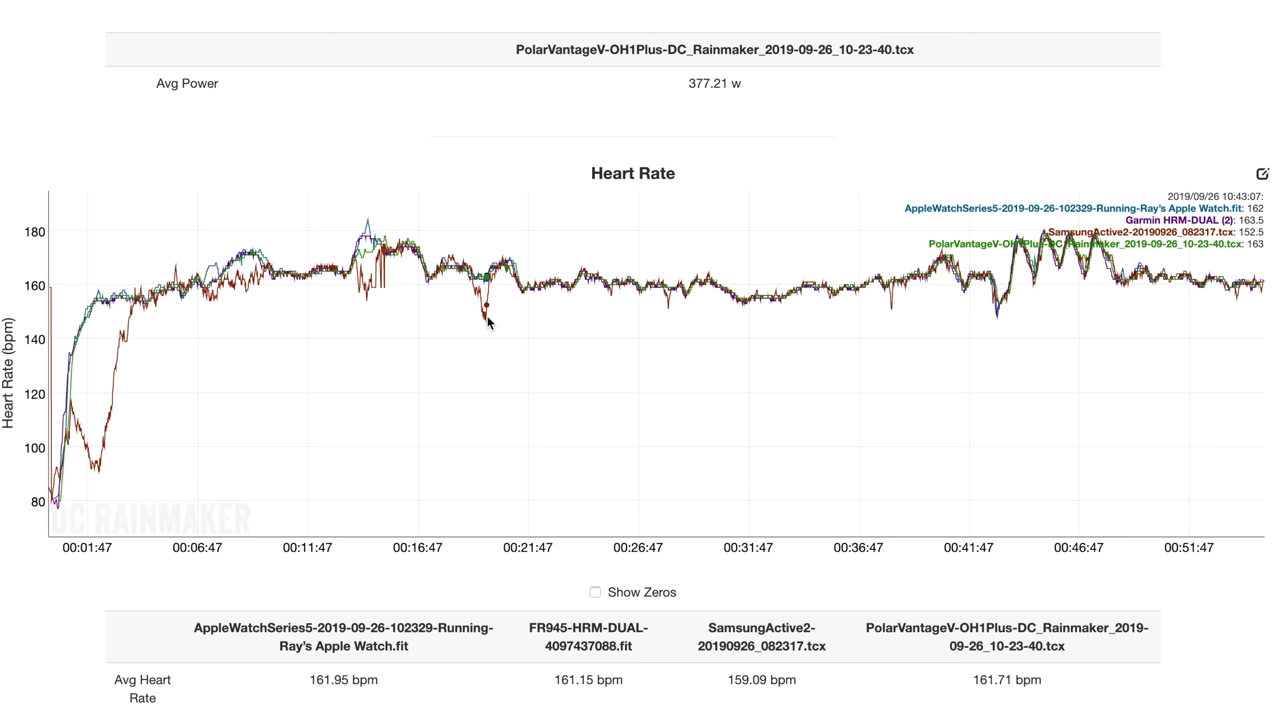 PolarVantageV-OH1Plus-DC_Rainmaker_2019-09-26_10-23-40.tcx
Avg Power 377.21 w
Heart Rate
2019/09/26 10:43:07:
AppleWatchSeries5-2019-09-26-102329-Running-Ray's Apple Watch.fit: 162
Garmin HRM-DUAL (2): 163.5
SamsungActive2-20190926_082317.tcx: 152.5
PolarVantageV-OH1Plus-DC_Rainmaker_2019-09-26_10-23-40.tcx: 163
Heart Rate (bpm)
180
160
140
120
100
80
DC RAINMAKER
00:01:47 00:06:47 00:11:47 00:16:47 00:21:47 00:26:47 00:31:47 00:36:47 00:41:47 00:46:47 00:51:47
Show Zeros
AppleWatchSeries5-2019-09-26-102329-Running-
Ray's Apple Watch.fit
FR945-HRM-DUAL-
4097437088.fit
SamsungActive2-
20190926_082317.tcx
PolarVantageV-OH1Plus-DC_Rainmaker_2019-
09-26_10-23-40.tcx
Avg Heart
Rate
161.95 bpm
161.15 bpm
159.09 bpm
161.71 bpm